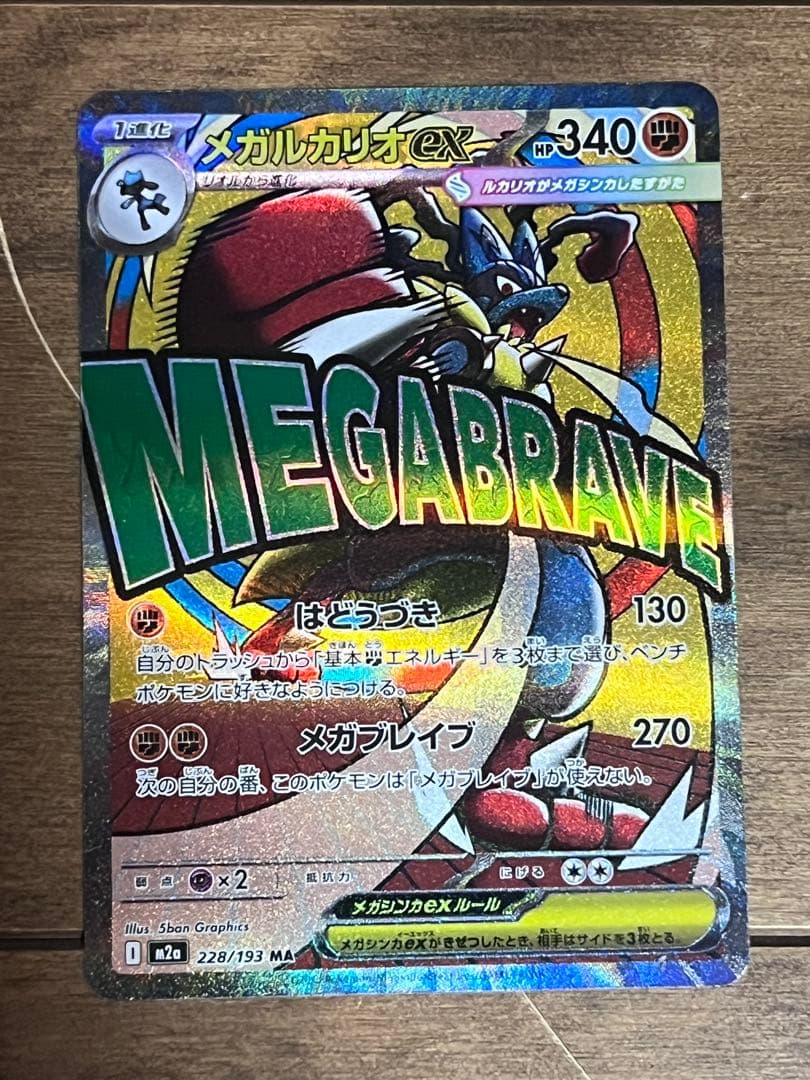 1進化
メガルカリオex HP340
リオルから進化
ルカリオがメガシンカしたすがた
MEGABRAVE
はどうづき 130
自分のトラッシュから「基本エネルギー」を3枚まで選び、ベンチ
ポケモンに好きなようにつける。
メガブレイブ 270
次の自分の番、このポケモンは「メガブレイブ」が使えない。
弱点 ×2 抵抗力 にげる
メガシンカexルール
メガシンカexがきぜつしたとき、相手はサイドを3枚とる。
Illus. 5ban Graphics
I m2a 228/193 MA